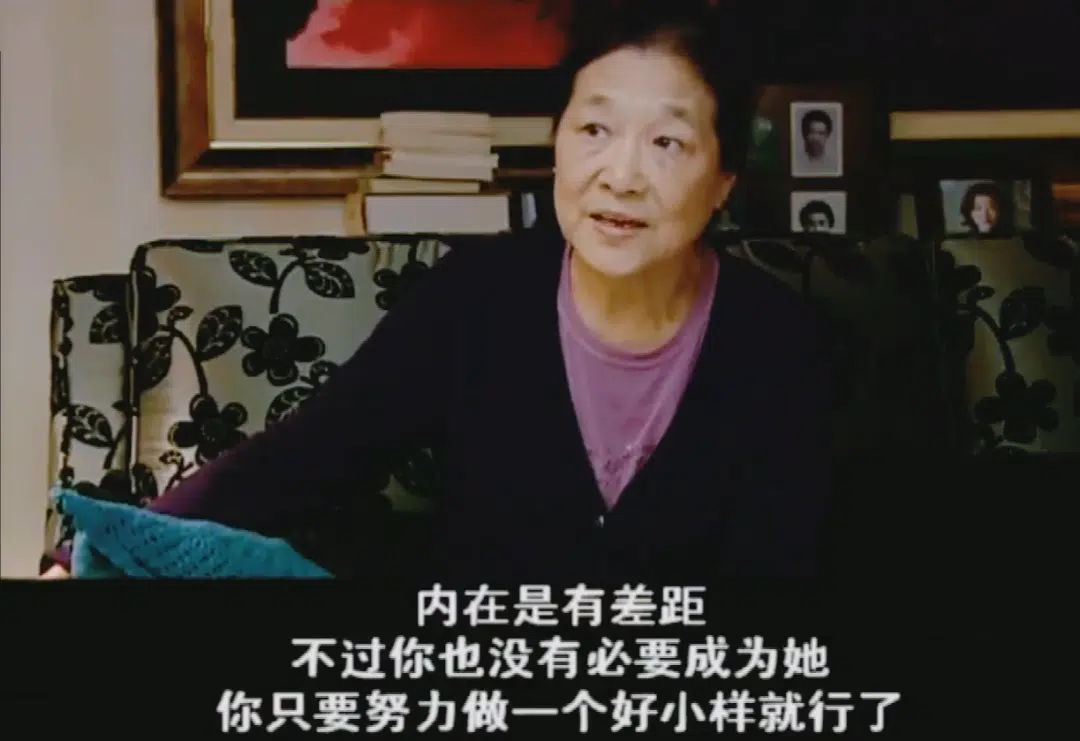 内在是有差距
不过你也没有必要成为她
你只要努力做一个好小样就行了